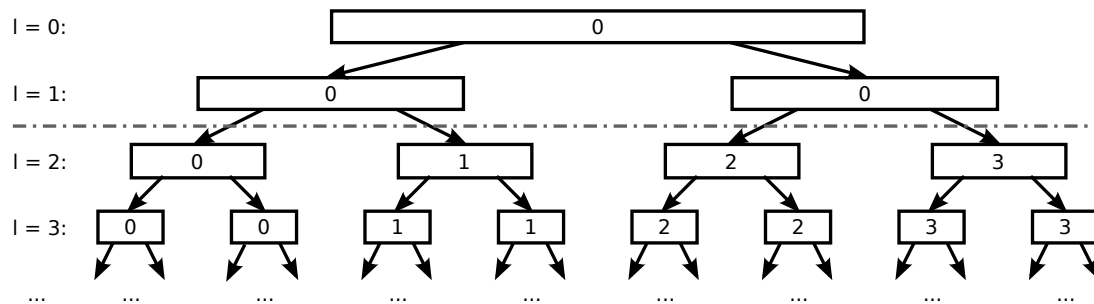 l = 0: 0
l = 1: 0 0
l = 2: 0 1 2 3
l = 3: 0 0 1 1 2 2 3 3
... ... ... ... ... ... ... ... ...